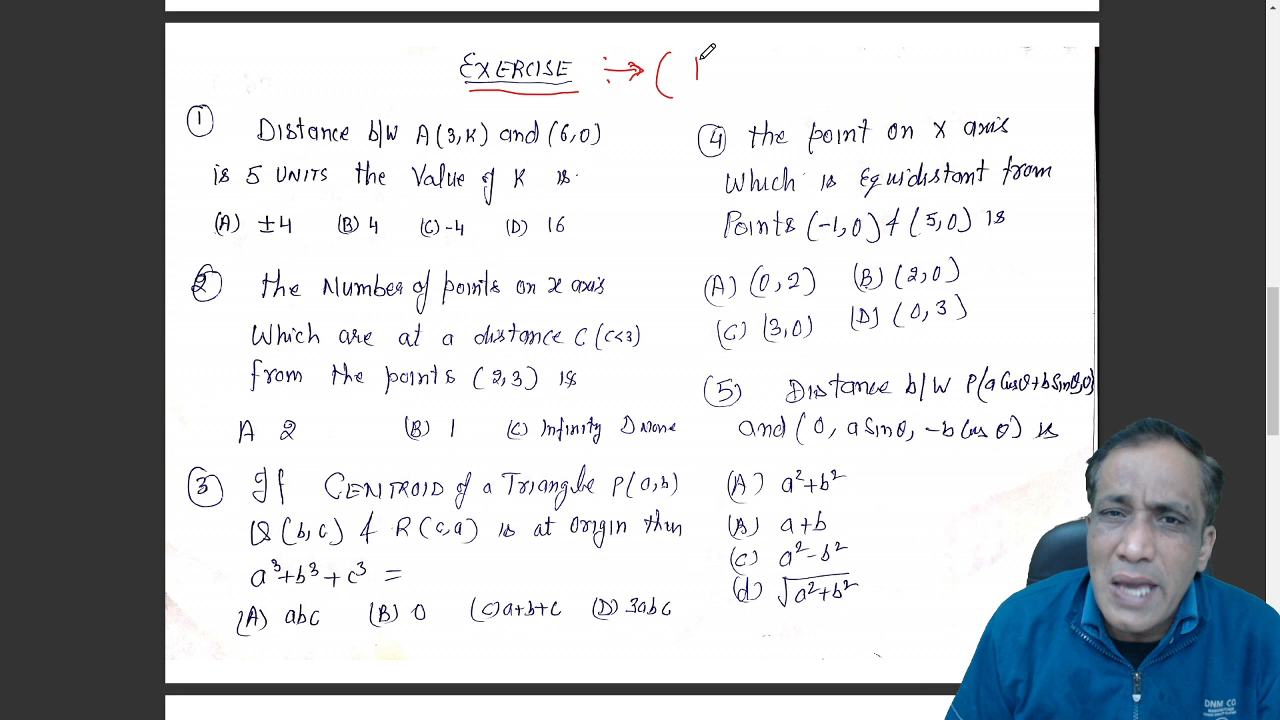 EXERCISE :→ ( 1
① Distance b/w A(3,K) and (6,0)
is 5 UNITS the Value of K is.
(A) ±4 (B) 4 (C) -4 (D) 16
② the Number of points on x axis
Which are at a distance C (C<3)
from the points (2,3) is
A 2 (B) 1 (C) Infinity D None
③ If CENTROID of a Triangle P(a,b)
Q(b,c) & R(c,a) is at origin then
a³+b³+c³ =
(A) abc (B) 0 (C) a+b+c (D) 3abc
④ the point on X axis
Which is Equidistant from
Points (-1,0) & (5,0) is
(A) (0,2) (B) (2,0)
(C) (3,0) (D) (0,3)
(5) Distance b/w P(a Cosθ+b Sinθ,0)
and (0, a Sinθ, -b Cos θ) is
(A) a²+b²
(B) a+b
(c) a²-b²
(d) √a²+b²
DNM CG